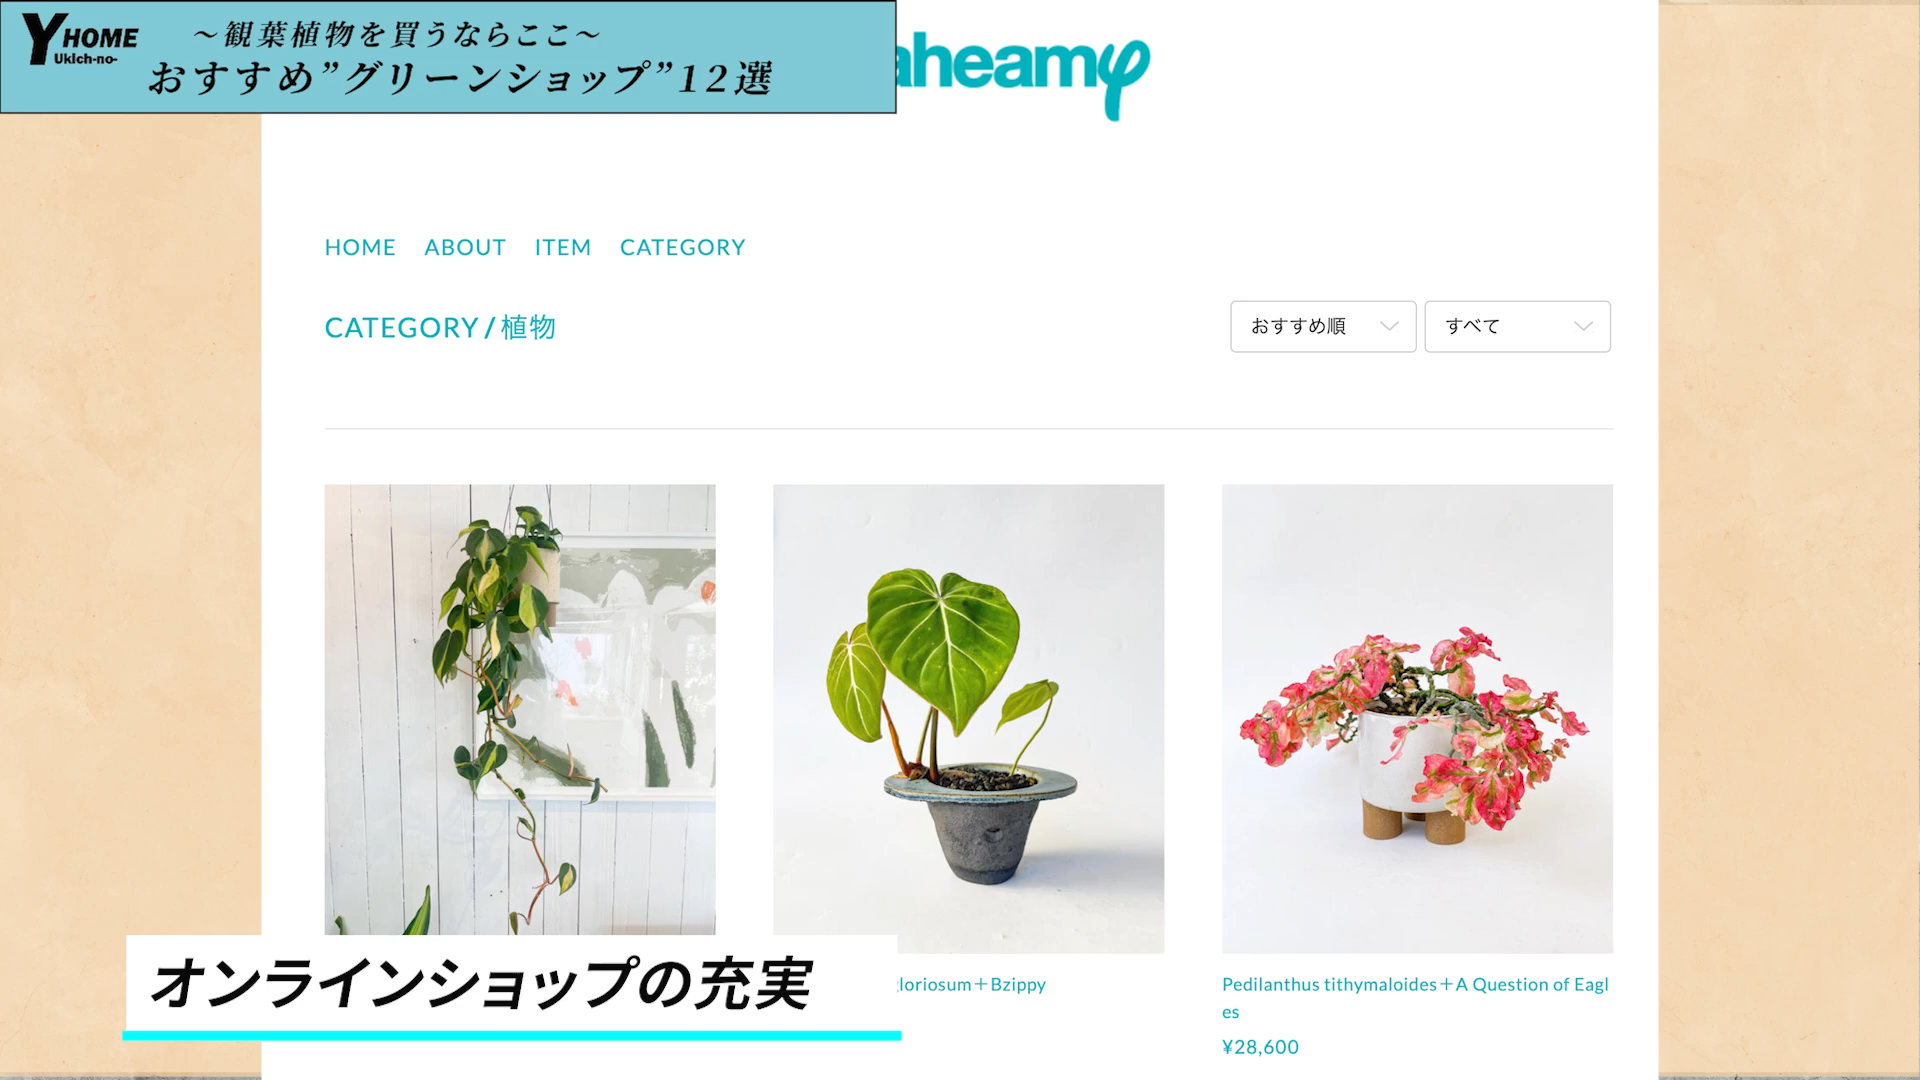 YHOME
UkIch-no-
～観葉植物を買うならここ～
おすすめ”グリーンショップ”12選
aheamφ
HOME ABOUT ITEM CATEGORY
CATEGORY / 植物
おすすめ順 すべて
loriosum＋Bzippy
Pedilanthus tithymaloides＋A Question of Eagl
es
¥28,600
オンラインショップの充実